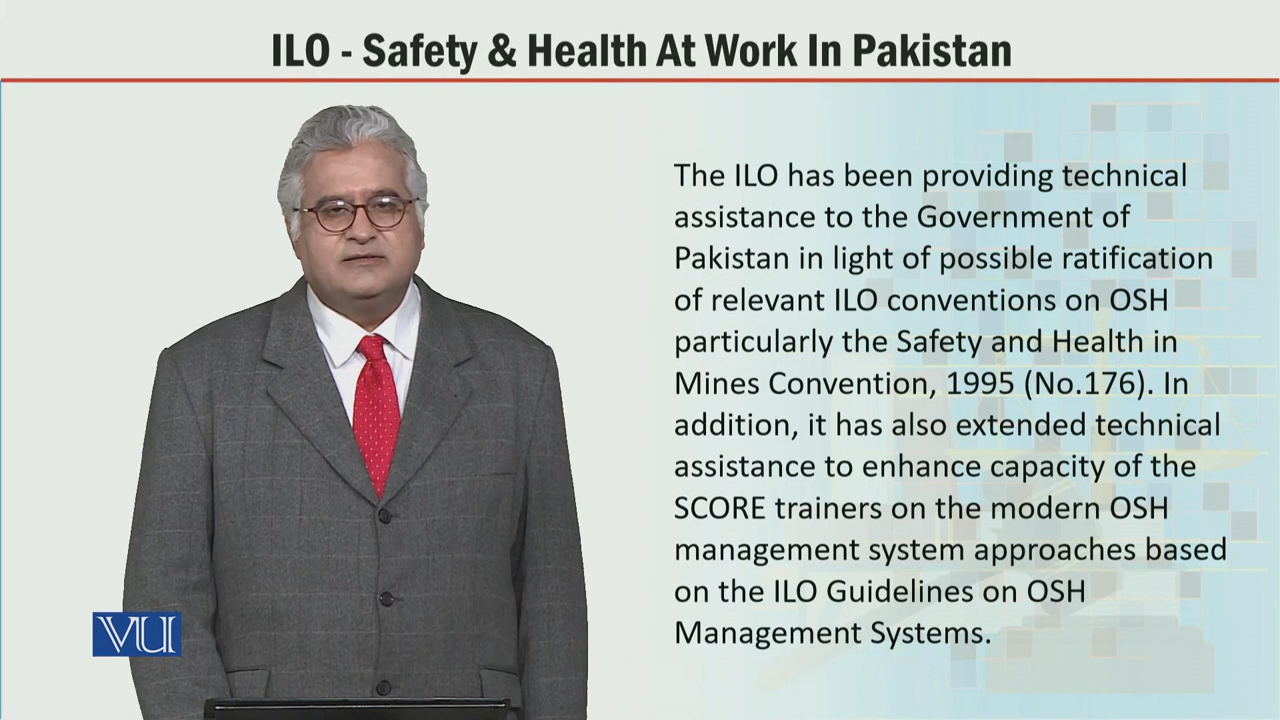 ILO - Safety & Health At Work In Pakistan
The ILO has been providing technical
assistance to the Government of
Pakistan in light of possible ratification
of relevant ILO conventions on OSH
particularly the Safety and Health in
Mines Convention, 1995 (No.176). In
addition, it has also extended technical
assistance to enhance capacity of the
SCORE trainers on the modern OSH
management system approaches based
on the ILO Guidelines on OSH
Management Systems.
VU